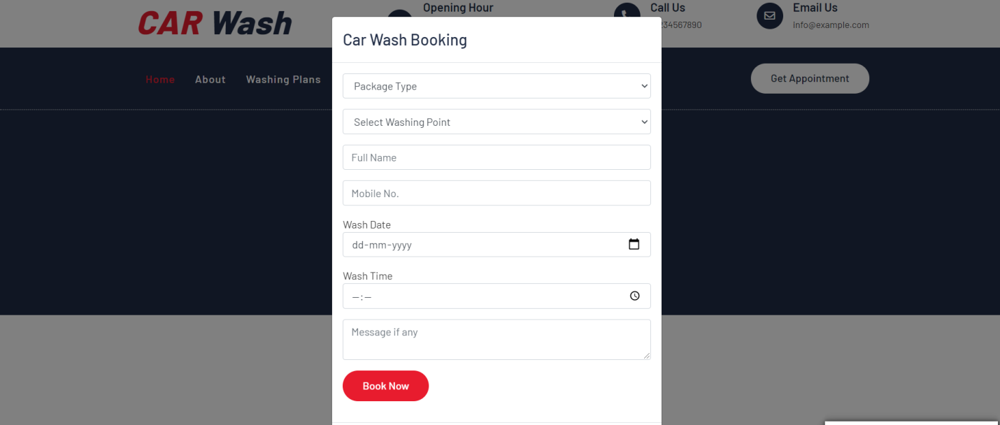 CAR Wash
Opening Hour
Call Us
234567890
Email Us
info@example.com
Home
About
Washing Plans
Get Appointment
Car Wash Booking
Package Type
Select Washing Point
Full Name
Mobile No.
Wash Date
dd-mm-yyyy
Wash Time
--:--
Message if any
Book Now